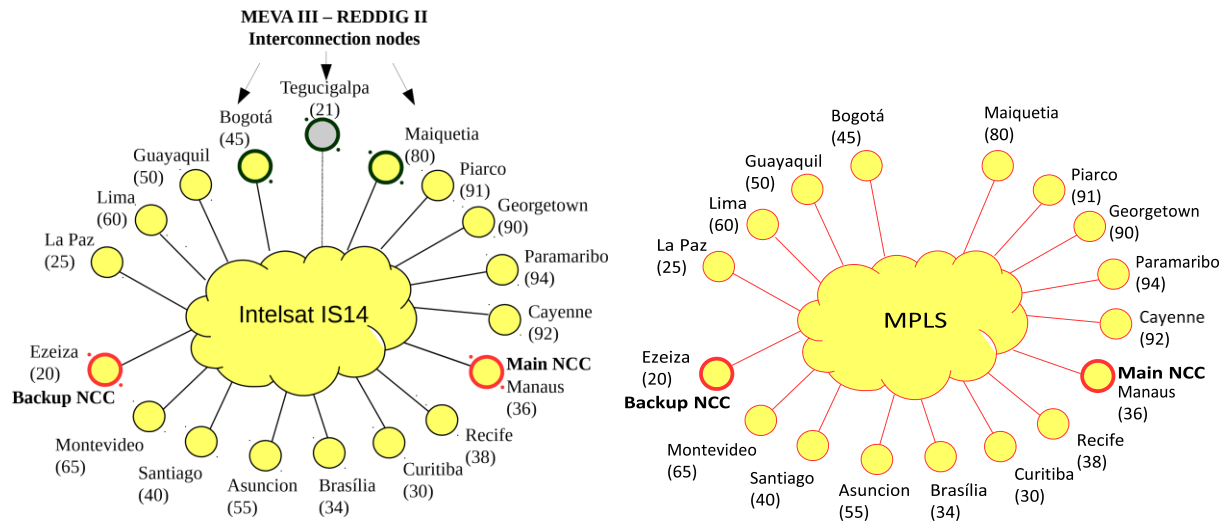 MEVA III – REDDIG II
Interconnection nodes
Tegucigalpa
(21)
Bogotá
(45)
Maiquetia
(80)
Guayaquil
(50)
Piarco
(91)
Lima
(60)
Georgetown
(90)
La Paz
(25)
Paramaribo
(94)
Intelsat IS14
Cayenne
(92)
Ezeiza
(20)
Backup NCC
Main NCC
Manaus
(36)
Montevideo
(65)
Recife
(38)
Santiago
(40)
Curitiba
(30)
Asuncion
(55)
Brasília
(34)
Bogotá
(45)
Maiquetia
(80)
Guayaquil
(50)
Piarco
(91)
Lima
(60)
Georgetown
(90)
La Paz
(25)
Paramaribo
(94)
MPLS
Cayenne
(92)
Ezeiza
(20)
Backup NCC
Main NCC
Manaus
(36)
Montevideo
(65)
Recife
(38)
Santiago
(40)
Curitiba
(30)
Asuncion
(55)
Brasília
(34)